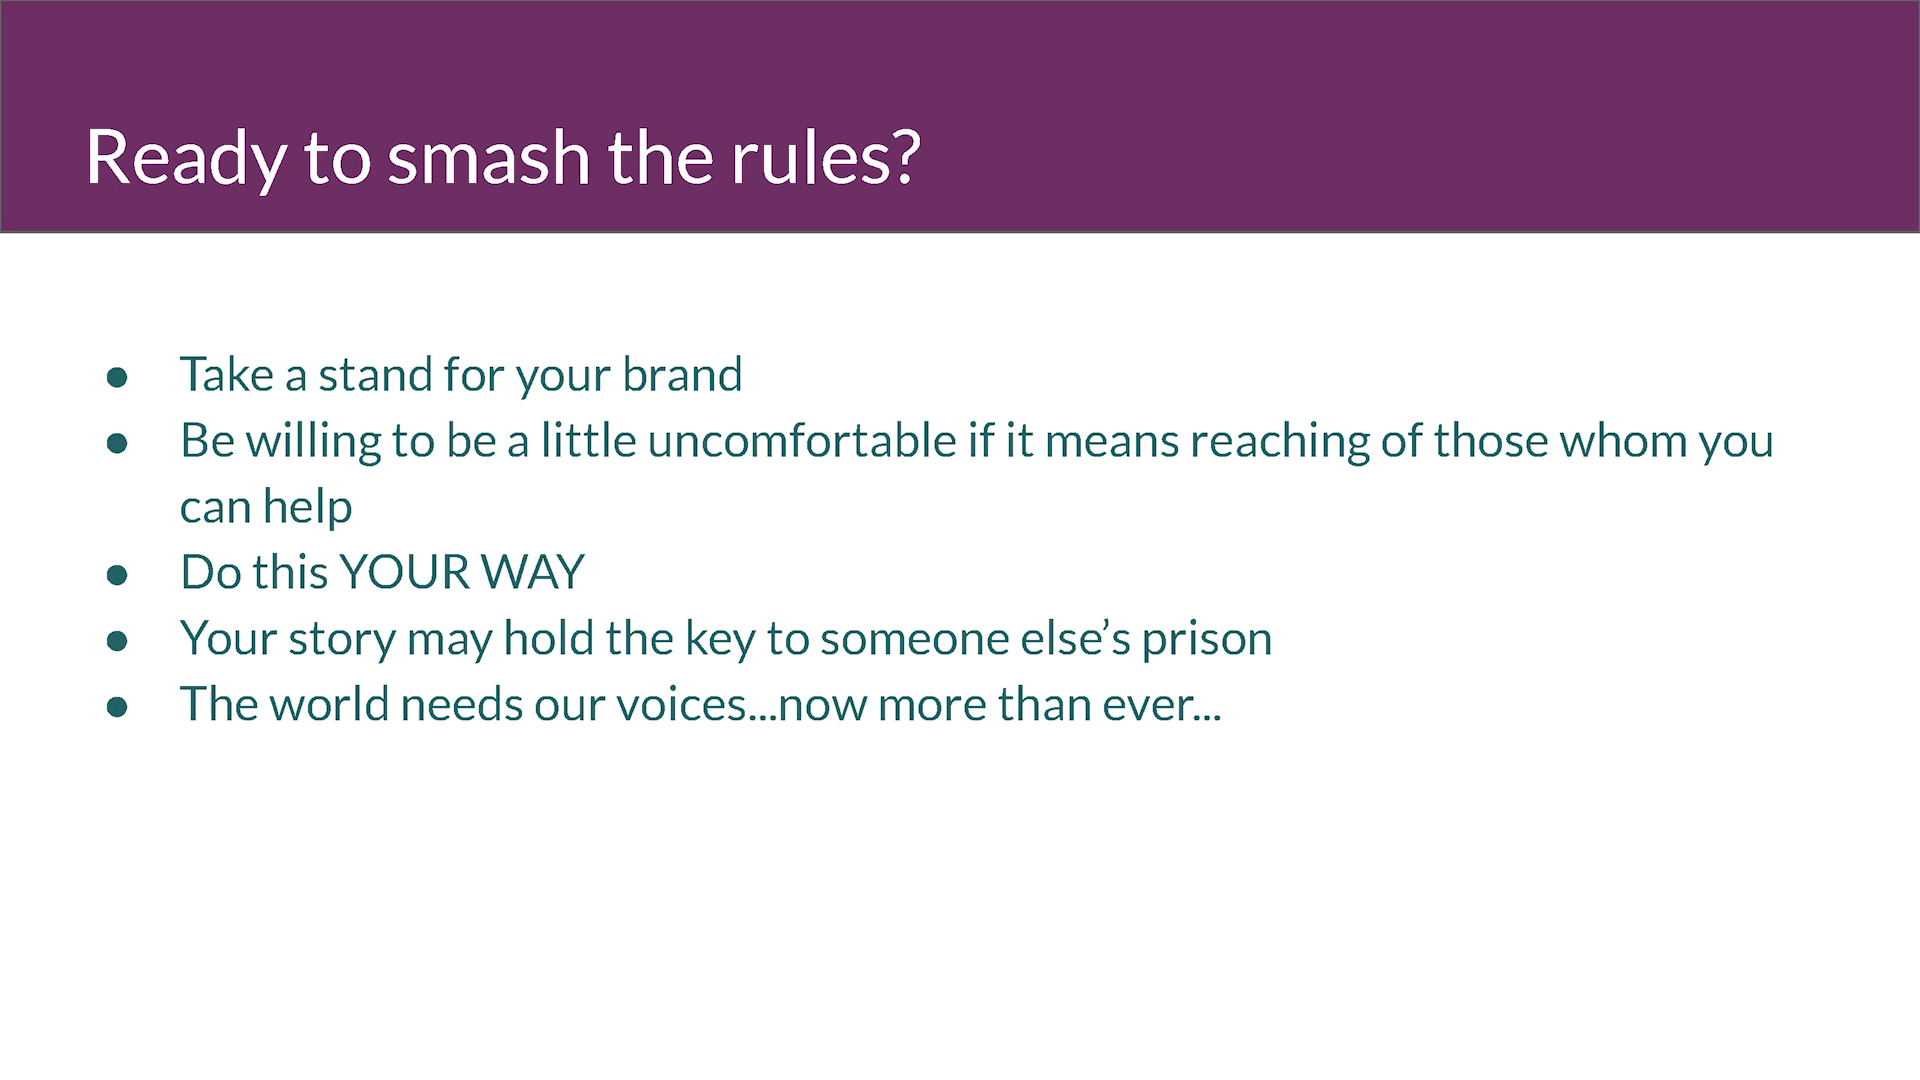 Ready to smash the rules?
● Take a stand for your brand
● Be willing to be a little uncomfortable if it means reaching of those whom you
can help
● Do this YOUR WAY
● Your story may hold the key to someone else’s prison
● The world needs our voices...now more than ever...